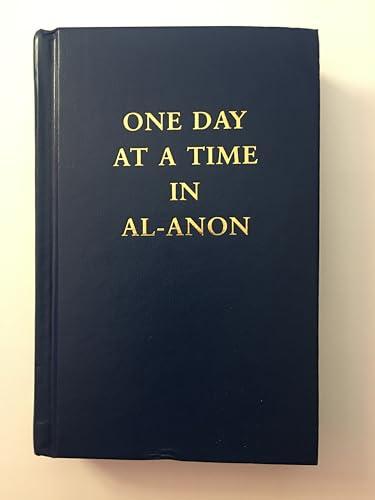 ONE DAY
AT A TIME
IN
AL-ANON